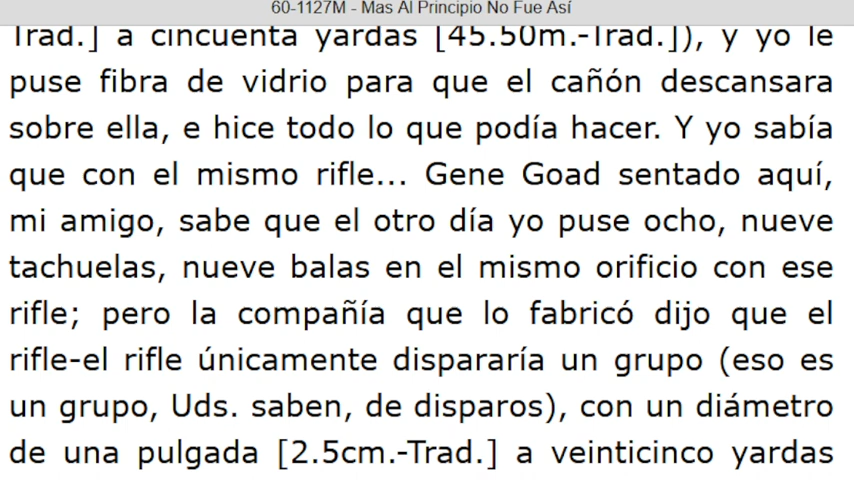 60-1127M - Mas Al Principio No Fue Así
Trad.] a cincuenta yardas [45.50m.-Trad.]), y yo le
puse fibra de vidrio para que el cañón descansara
sobre ella, e hice todo lo que podía hacer. Y yo sabía
que con el mismo rifle... Gene Goad sentado aquí,
mi amigo, sabe que el otro día yo puse ocho, nueve
tachuelas, nueve balas en el mismo orificio con ese
rifle; pero la compañía que lo fabricó dijo que el
rifle-el rifle únicamente dispararía un grupo (eso es
un grupo, Uds. saben, de disparos), con un diámetro
de una pulgada [2.5cm.-Trad.] a veinticinco yardas